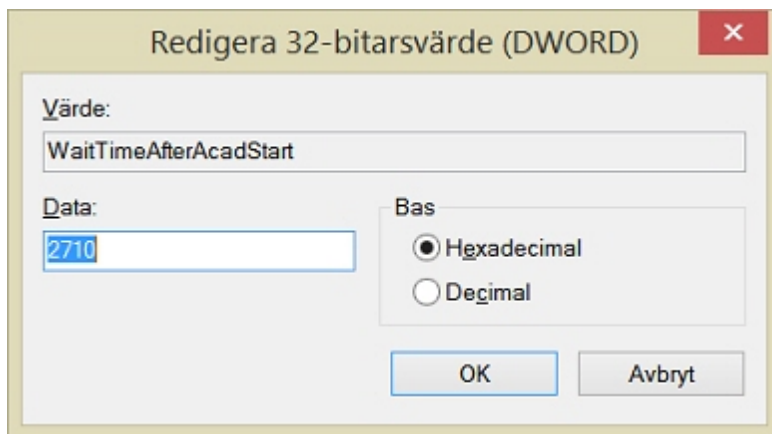 Redigera 32-bitarsvärde (DWORD)
Värde:
WaitTimeAfterAcadStart
Data:
2710
Bas
Hexadecimal
Decimal
OK
Avbryt